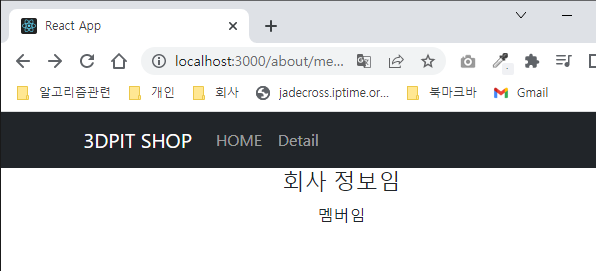 React App
localhost:3000/about/me...
알고리즘관련 개인 회사 jadecross.iptime.or... 북마크바 Gmail
3DPIT SHOP HOME Detail
회사 정보임
멤버임